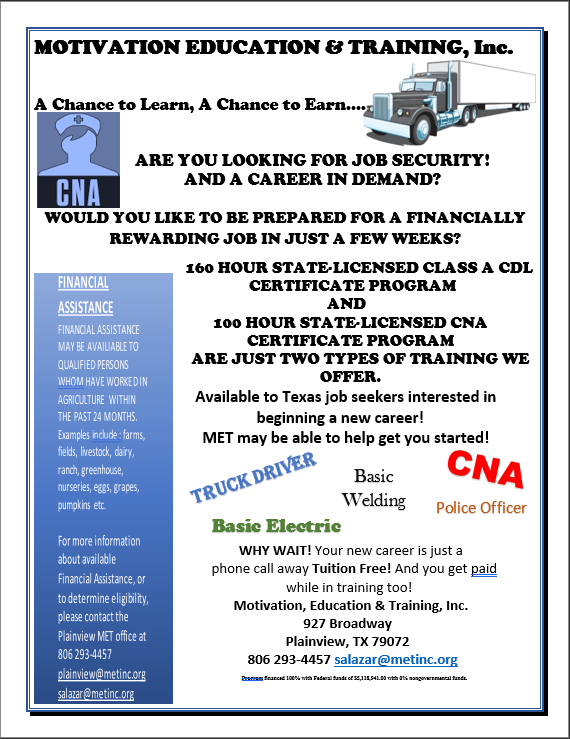 MOTIVATION EDUCATION & TRAINING, Inc.
A Chance to Learn, A Chance to Earn....
CNA
ARE YOU LOOKING FOR JOB SECURITY!
AND A CAREER IN DEMAND?
WOULD YOU LIKE TO BE PREPARED FOR A FINANCIALLY
REWARDING JOB IN JUST A FEW WEEKS?
FINANCIAL
ASSISTANCE
FINANCIAL ASSISTANCE
MAY BE AVAILIABLE TO
QUALIFIED PERSONS
WHOM HAVE WORKED IN
AGRICULTURE WITHIN
THE PAST 24 MONTHS.
Examples include : farms,
fields, livestock, dairy,
ranch, greenhouse,
nurseries, eggs, grapes,
pumpkins etc.
For more information
about available
Financial Assistance, or
to determine eligibility,
please contact the
Plainview MET office at
806 293-4457
plainview@metinc.org
salazar@metinc.org
160 HOUR STATE-LICENSED CLASS A CDL
CERTIFICATE PROGRAM
AND
100 HOUR STATE-LICENSED CNA
CERTIFICATE PROGRAM
ARE JUST TWO TYPES OF TRAINING WE
OFFER.
Available to Texas job seekers interested in
beginning a new career!
MET may be able to help get you started!
TRUCK DRIVER
Basic
Welding
CNA
Police Officer
Basic Electric
WHY WAIT! Your new career is just a
phone call away Tuition Free! And you get paid
while in training too!
Motivation, Education & Training, Inc.
927 Broadway
Plainview, TX 79072
806 293-4457 salazar@metinc.org
Program financed 100% with Federal funds of $5,118,941.00 with 0% nongovernmental funds.